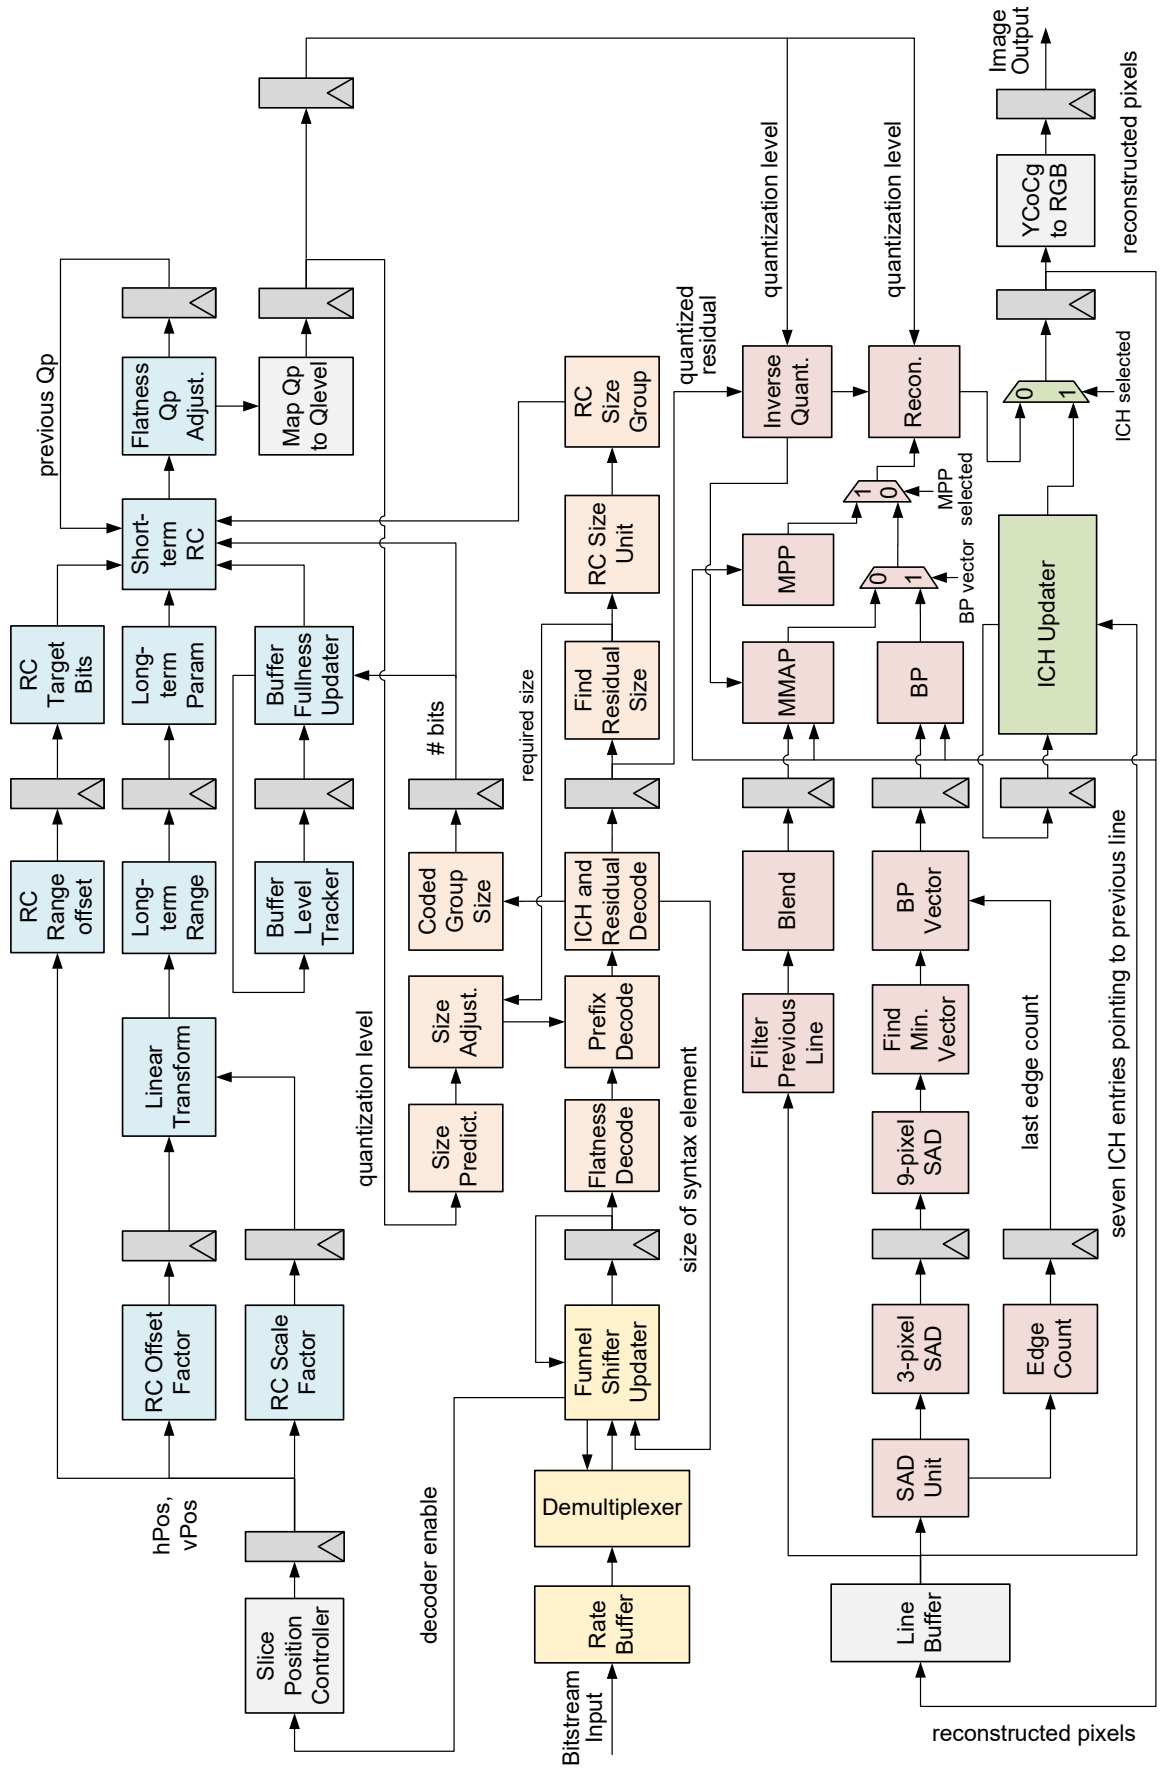 RC
Range
offset
RC
Target
Bits
previous Qp
hPos,
vPos
RC Offset
Factor
Linear
Transform
Long-
term
Range
Long-
term
Param
Short-
term
RC
Flatness
Qp
Adjust.
Slice
Position
Controller
RC Scale
Factor
Buffer
Level
Tracker
Buffer
Fullness
Updater
Map Qp
to Qlevel
quantization level
decoder enable
Size
Predict.
Size
Adjust.
Coded
Group
Size
# bits
required size
Bitstream
Input
Rate
Buffer
Demultiplexer
Funnel
Shifter
Updater
Flatness
Decode
Prefix
Decode
ICH and
Residual
Decode
Find
Residual
Size
RC Size
Unit
RC
Size
Group
size of syntax element
quantized
residual
Filter
Previous
Line
Blend
MMAP
MPP
Inverse
Quant.
quantization level
Line
Buffer
SAD
Unit
3-pixel
SAD
9-pixel
SAD
Find
Min.
Vector
BP
Vector
BP
0
1
BP vector
1
0
MPP
selected
Recon.
quantization level
Edge
Count
last edge count
ICH Updater
0
1
ICH selected
YCoCg
to RGB
Image
Output
seven ICH entries pointing to previous line
reconstructed pixels
reconstructed pixels